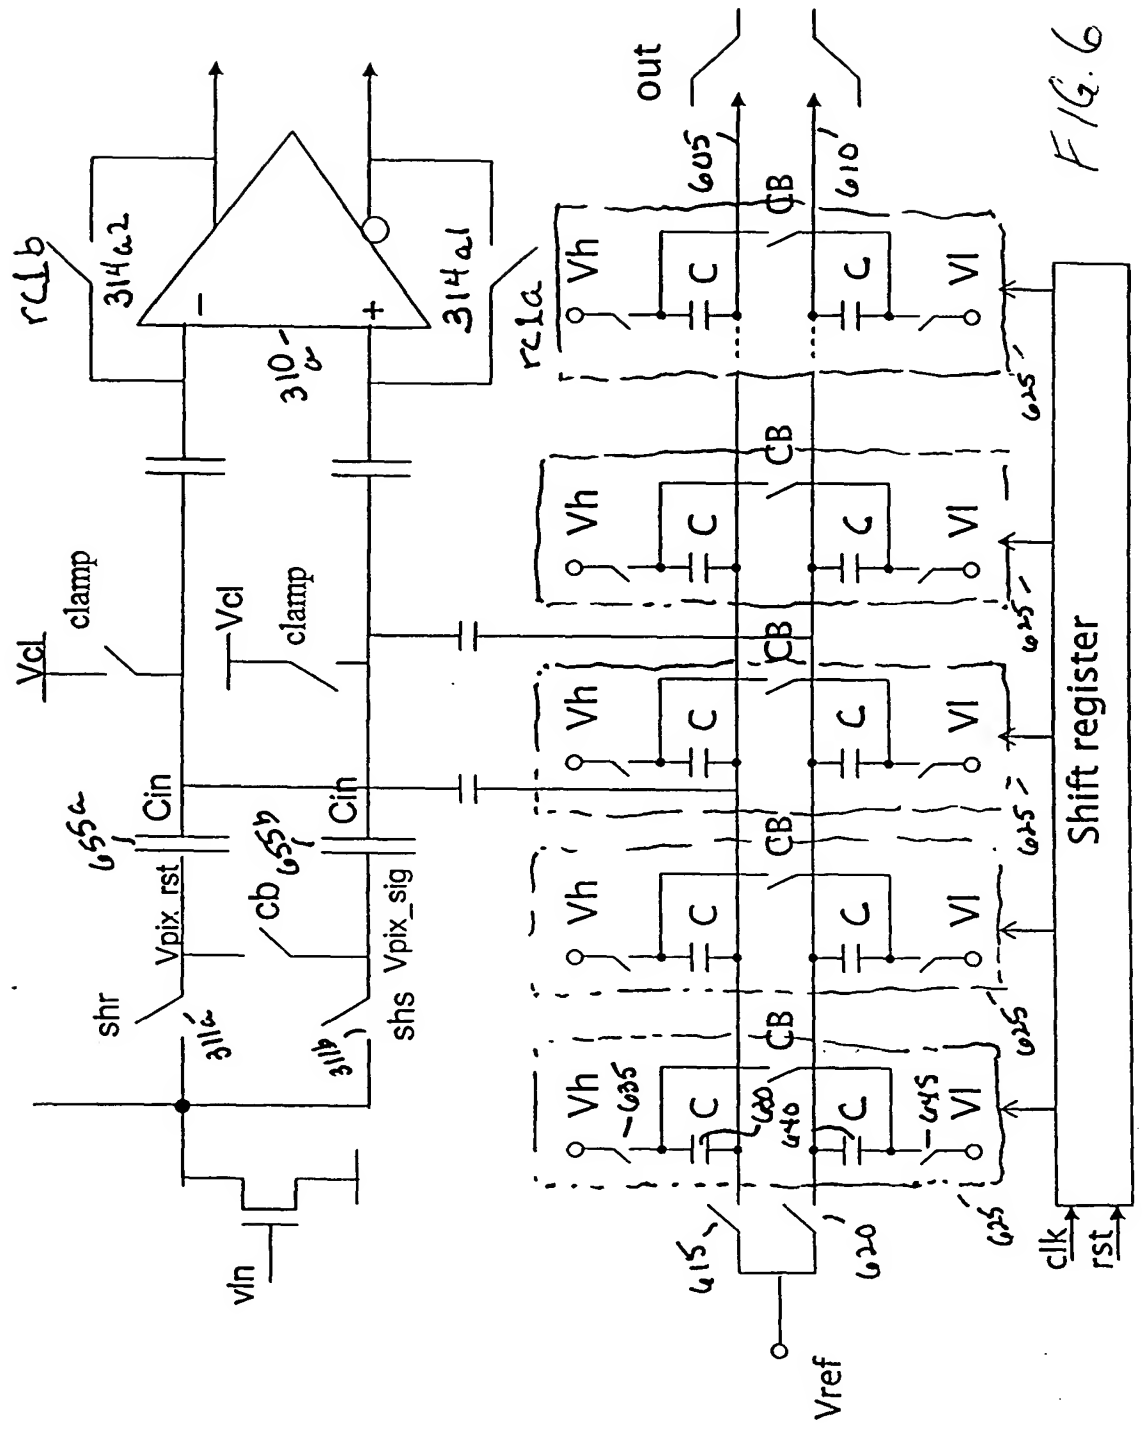 Vcl
rc1b
clamp
shr
655a
314a2
Vpix_rst
Cin
-
311a
Vcl
vln
cb
655b
310a
clamp
311b
Cin
+
shs
Vpix_sig
314a1
rc1a
Vh
Vh
Vh
Vh
Vh
635
out
C
C
C
C
C
615
605
630
CB
CB
CB
CB
CB
640
Vref
620
C
C
C
C
C
610
645
Vl
Vl
Vl
Vl
Vl
625
625
625
625
625
clk
rst
Shift register
FIG. 6